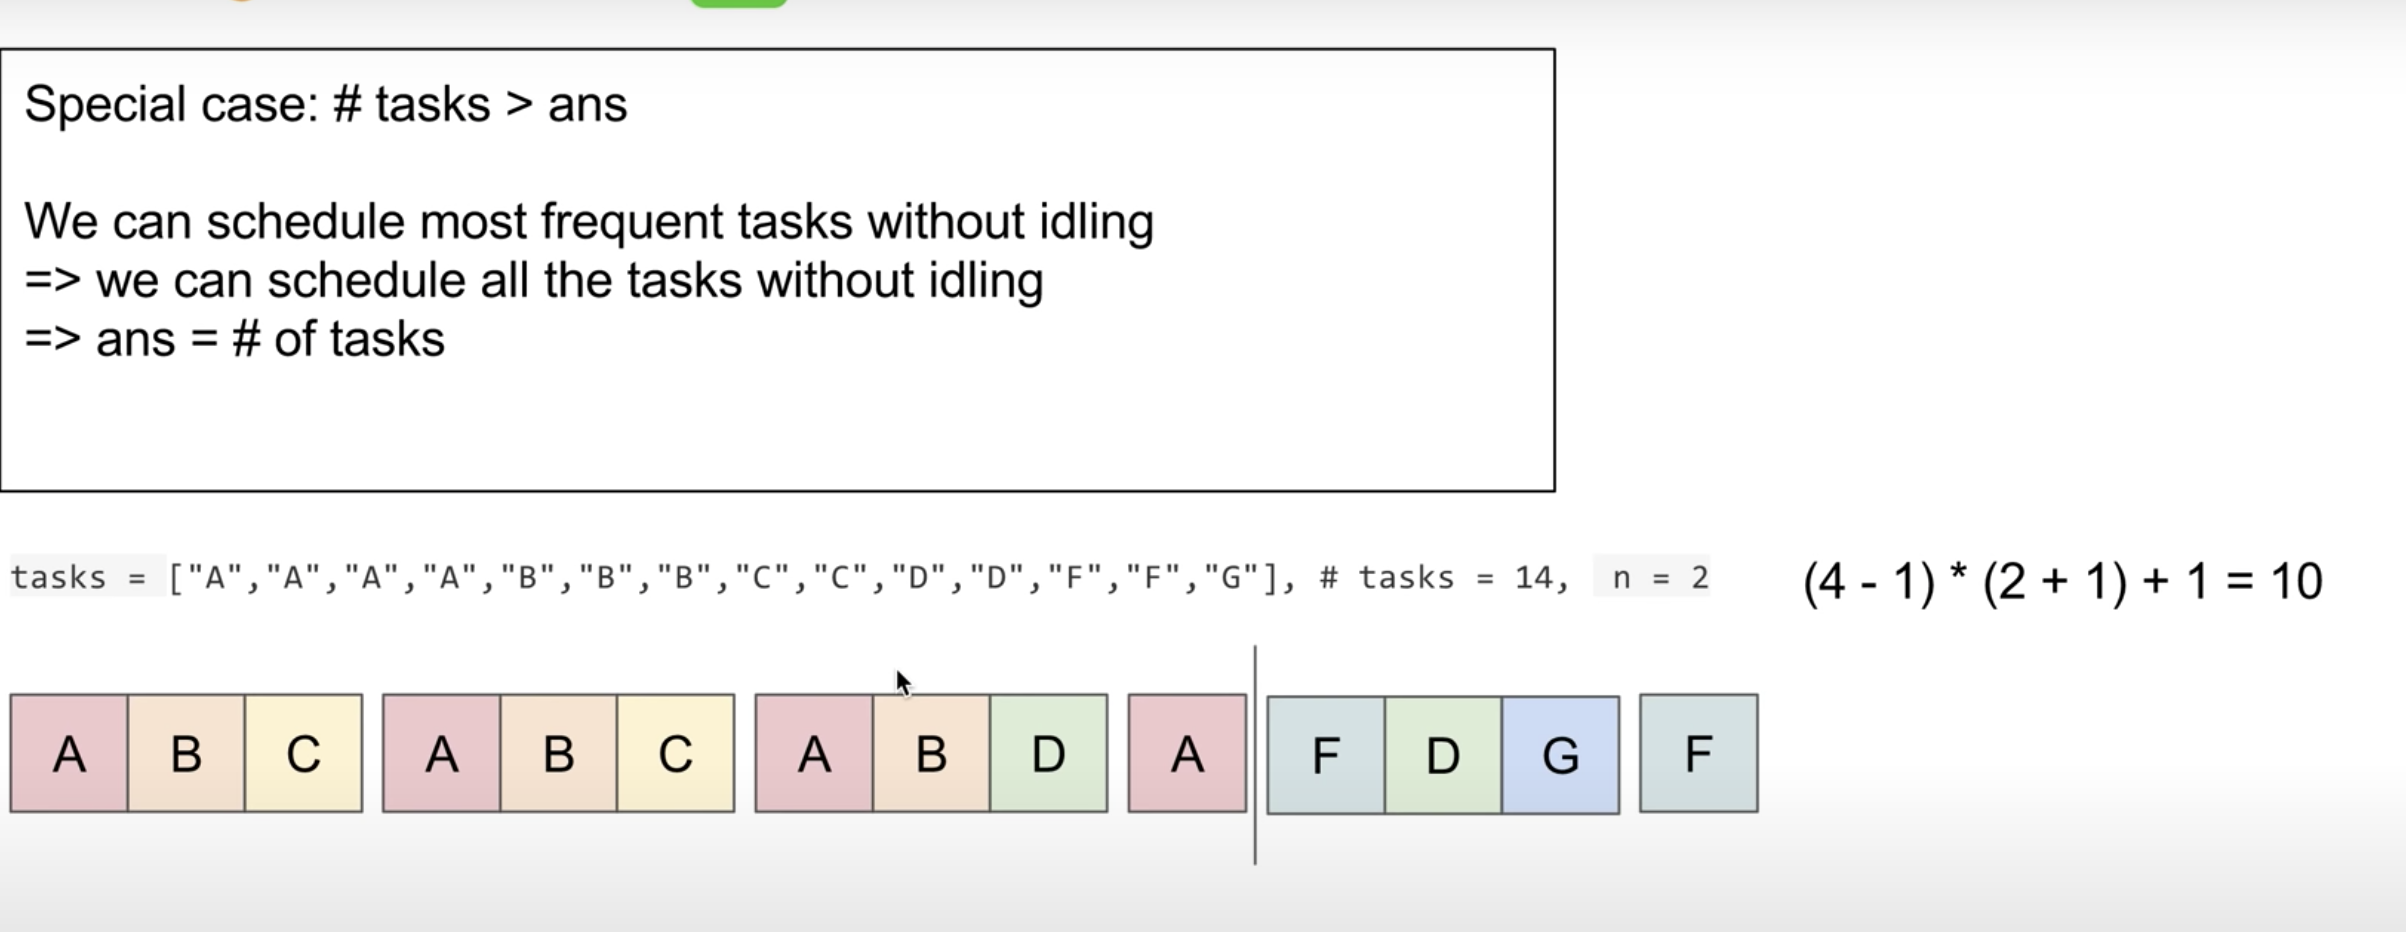 Special case: # tasks > ans
We can schedule most frequent tasks without idling
=> we can schedule all the tasks without idling
=> ans = # of tasks
tasks = ["A","A","A","A","B","B","B","C","C","D","D","F","F","G"], # tasks = 14, n = 2
(4 - 1) * (2 + 1) + 1 = 10
A B C A B C A B D A F D G F